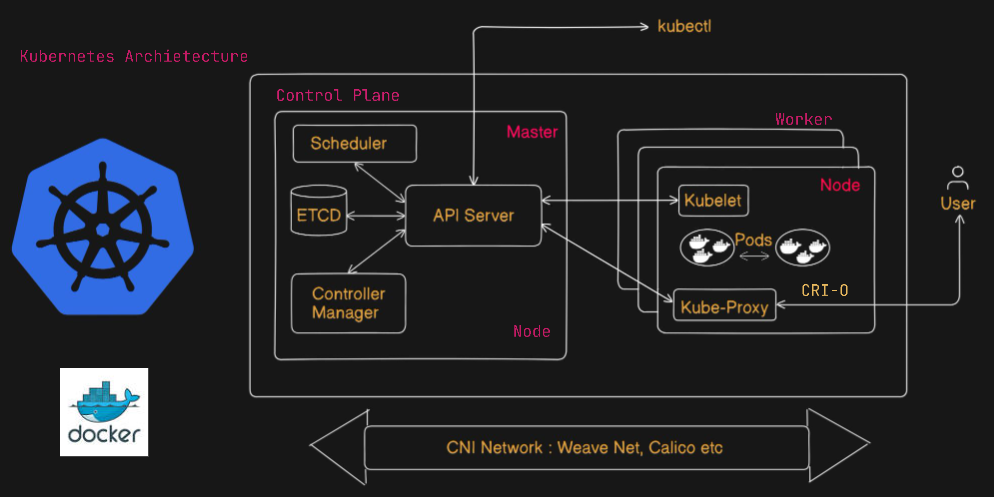 kubectl
Kubernetes Archietecture
Control Plane
Master
Scheduler
ETCD
API Server
Controller
Manager
Node
Worker
Node
Kubelet
Pods
CRI-O
Kube-Proxy
User
docker
CNI Network : Weave Net, Calico etc